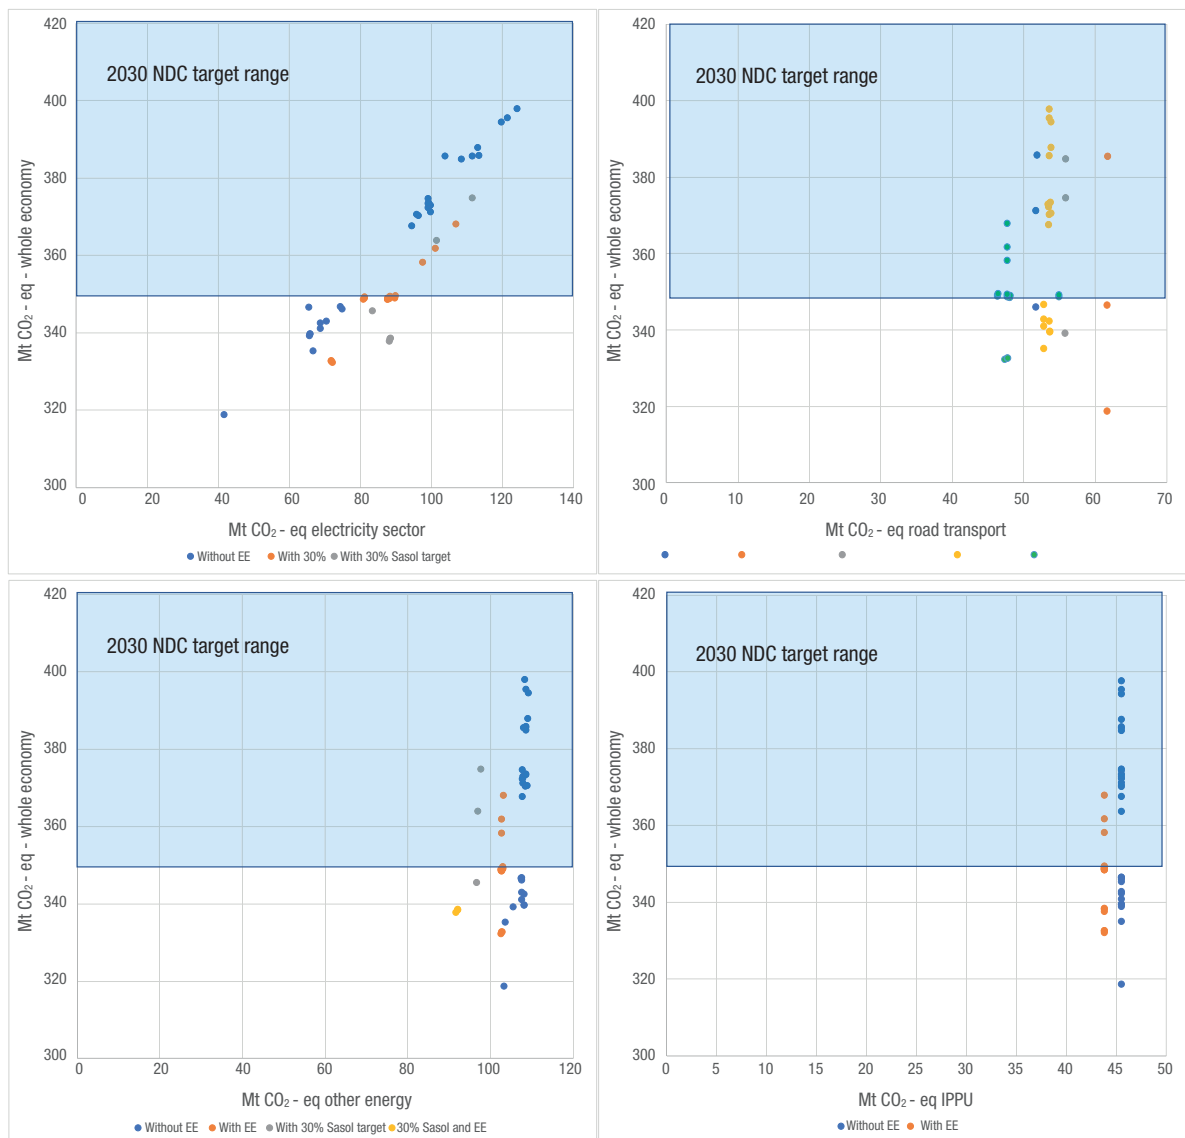 420
400
380
360
340
320
300
Mt CO₂ - eq - whole economy
2030 NDC target range
0 20 40 60 80 100 120 140
Mt CO₂ - eq electricity sector
Without EE With 30% With 30% Sasol target
420
400
380
360
340
320
300
Mt CO₂ - eq - whole economy
2030 NDC target range
0 10 20 30 40 50 60 70
Mt CO₂ - eq road transport
420
400
380
360
340
320
300
Mt CO₂ - eq - whole economy
2030 NDC target range
0 20 40 60 80 100 120
Mt CO₂ - eq other energy
Without EE With EE With 30% Sasol target 30% Sasol and EE
420
400
380
360
340
320
300
Mt CO₂ - eq - whole economy
2030 NDC target range
0 5 10 15 20 25 30 35 40 45 50
Mt CO₂ - eq IPPU
Without EE With EE